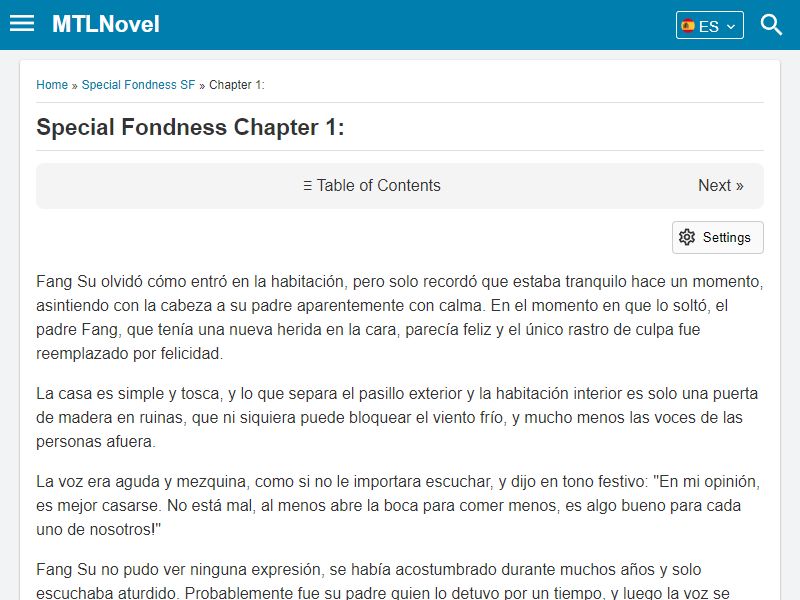 MTLNovel
ES
Home » Special Fondness SF » Chapter 1:
Special Fondness Chapter 1:
Ξ Table of Contents
Next »
Settings
Fang Su olvidó cómo entró en la habitación, pero solo recordó que estaba tranquilo hace un momento,
asintiendo con la cabeza a su padre aparentemente con calma. En el momento en que lo soltó, el
padre Fang, que tenía una nueva herida en la cara, parecía feliz y el único rastro de culpa fue
reemplazado por felicidad.
La casa es simple y tosca, y lo que separa el pasillo exterior y la habitación interior es solo una puerta
de madera en ruinas, que ni siquiera puede bloquear el viento frío, y mucho menos las voces de las
personas afuera.
La voz era aguda y mezquina, como si no le importara escuchar, y dijo en tono festivo: "En mi opinión,
es mejor casarse. No está mal, al menos abre la boca para comer menos, es algo bueno para cada
uno de nosotros!"
Fang Su no pudo ver ninguna expresión, se había acostumbrado durante muchos años y solo
escuchaba aturdido. Probablemente fue su padre quien lo detuvo por un tiempo, y luego la voz se